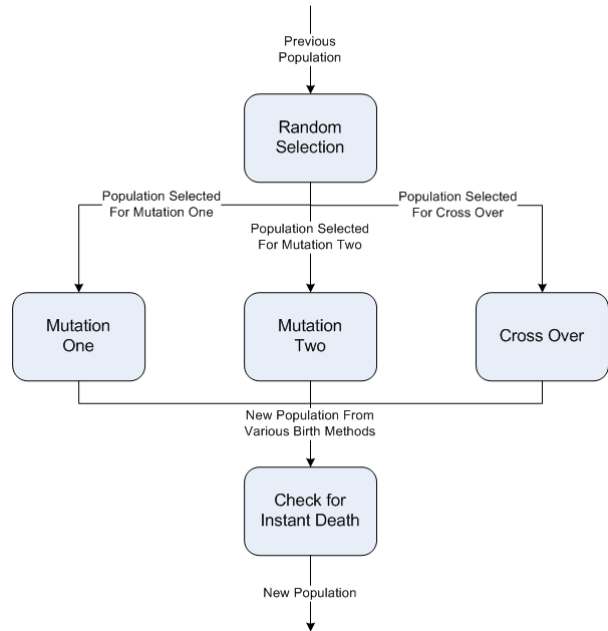 Previous
Population
Random
Selection
Population Selected
For Mutation One
Population Selected
For Mutation Two
Population Selected
For Cross Over
Mutation
One
Mutation
Two
Cross Over
New Population From
Various Birth Methods
Check for
Instant Death
New Population